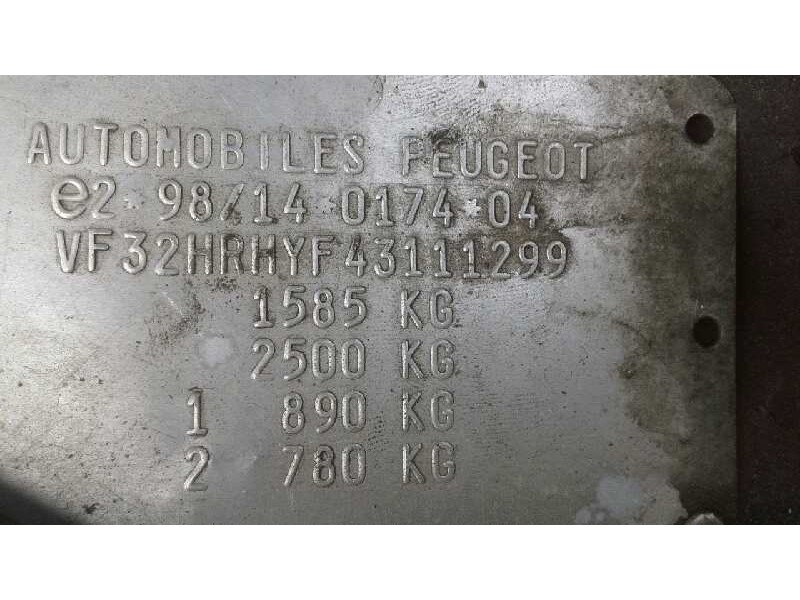 AUTOMOBILES PEUGEOT
e2*98/14*0174*04
VF32HRHYF43111299
1585 KG
2500 KG
1 890 KG
2 780 KG